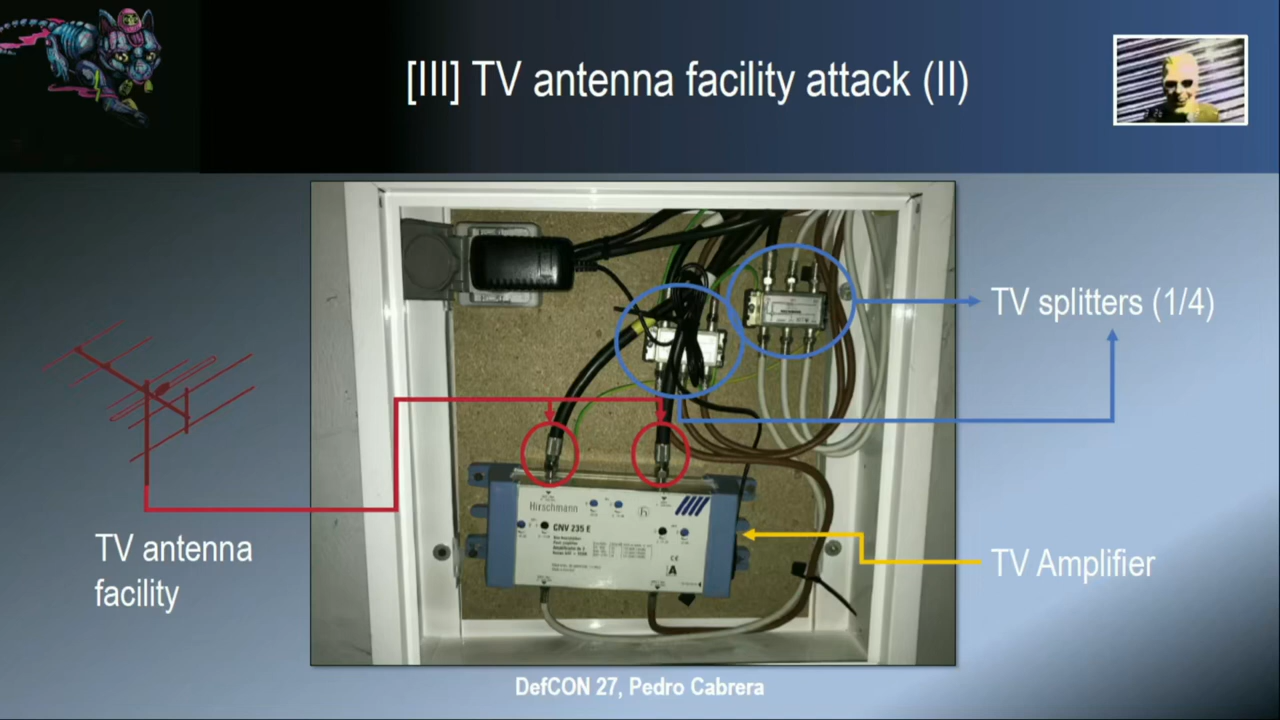 [III] TV antenna facility attack (II)
TV splitters (1/4)
Hirschmann
CNV 235 E
CE
A
TV antenna
facility
TV Amplifier
DefCON 27, Pedro Cabrera